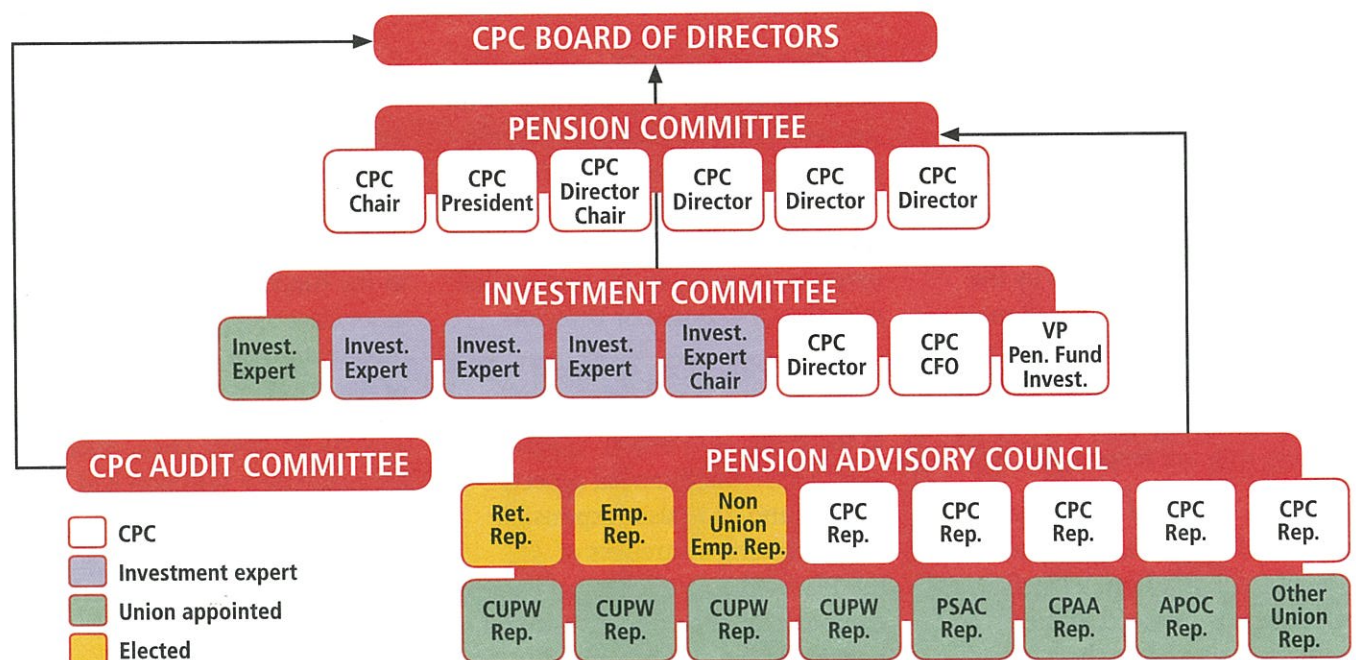 CPC BOARD OF DIRECTORS
PENSION COMMITTEE
CPC
Chair
CPC
President
CPC
Director
Chair
CPC
Director
CPC
Director
CPC
Director
INVESTMENT COMMITTEE
Invest.
Expert
Invest.
Expert
Invest.
Expert
Invest.
Expert
Invest.
Expert
Chair
CPC
Director
CPC
CFO
VP
Pen. Fund
Invest.
CPC AUDIT COMMITTEE
CPC
Investment expert
Union appointed
Elected
PENSION ADVISORY COUNCIL
Ret.
Rep.
Emp.
Rep.
Non
Union
Emp. Rep.
CPC
Rep.
CPC
Rep.
CPC
Rep.
CPC
Rep.
CPC
Rep.
CUPW
Rep.
CUPW
Rep.
CUPW
Rep.
CUPW
Rep.
PSAC
Rep.
CPAA
Rep.
APOC
Rep.
Other
Union
Rep.